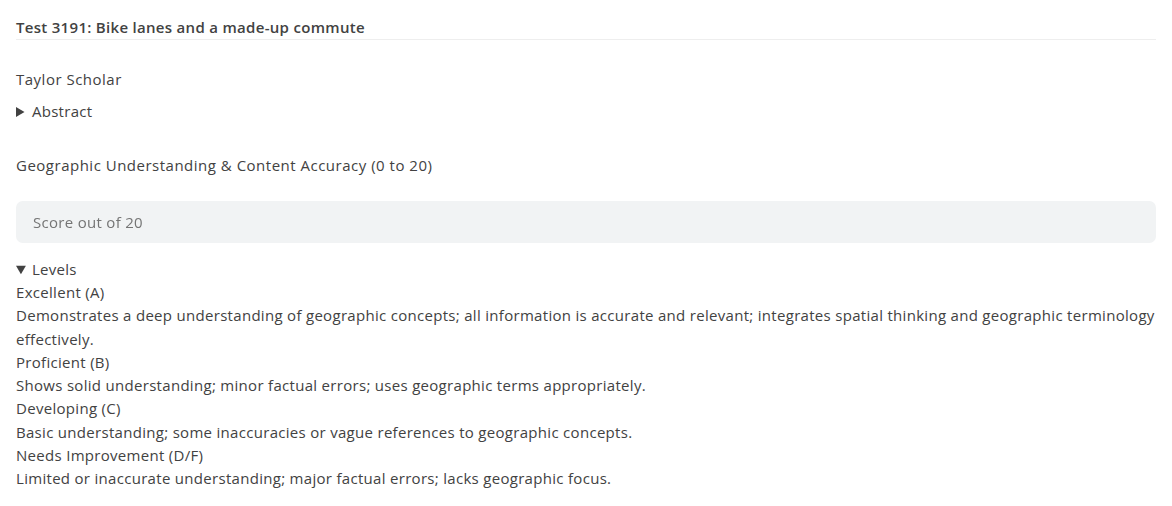 Test 3191: Bike lanes and a made-up commute
Taylor Scholar
Abstract
Geographic Understanding & Content Accuracy (0 to 20)
Score out of 20
Levels
Excellent (A)
Demonstrates a deep understanding of geographic concepts; all information is accurate and relevant; integrates spatial thinking and geographic terminology
effectively.
Proficient (B)
Shows solid understanding; minor factual errors; uses geographic terms appropriately.
Developing (C)
Basic understanding; some inaccuracies or vague references to geographic concepts.
Needs Improvement (D/F)
Limited or inaccurate understanding; major factual errors; lacks geographic focus.